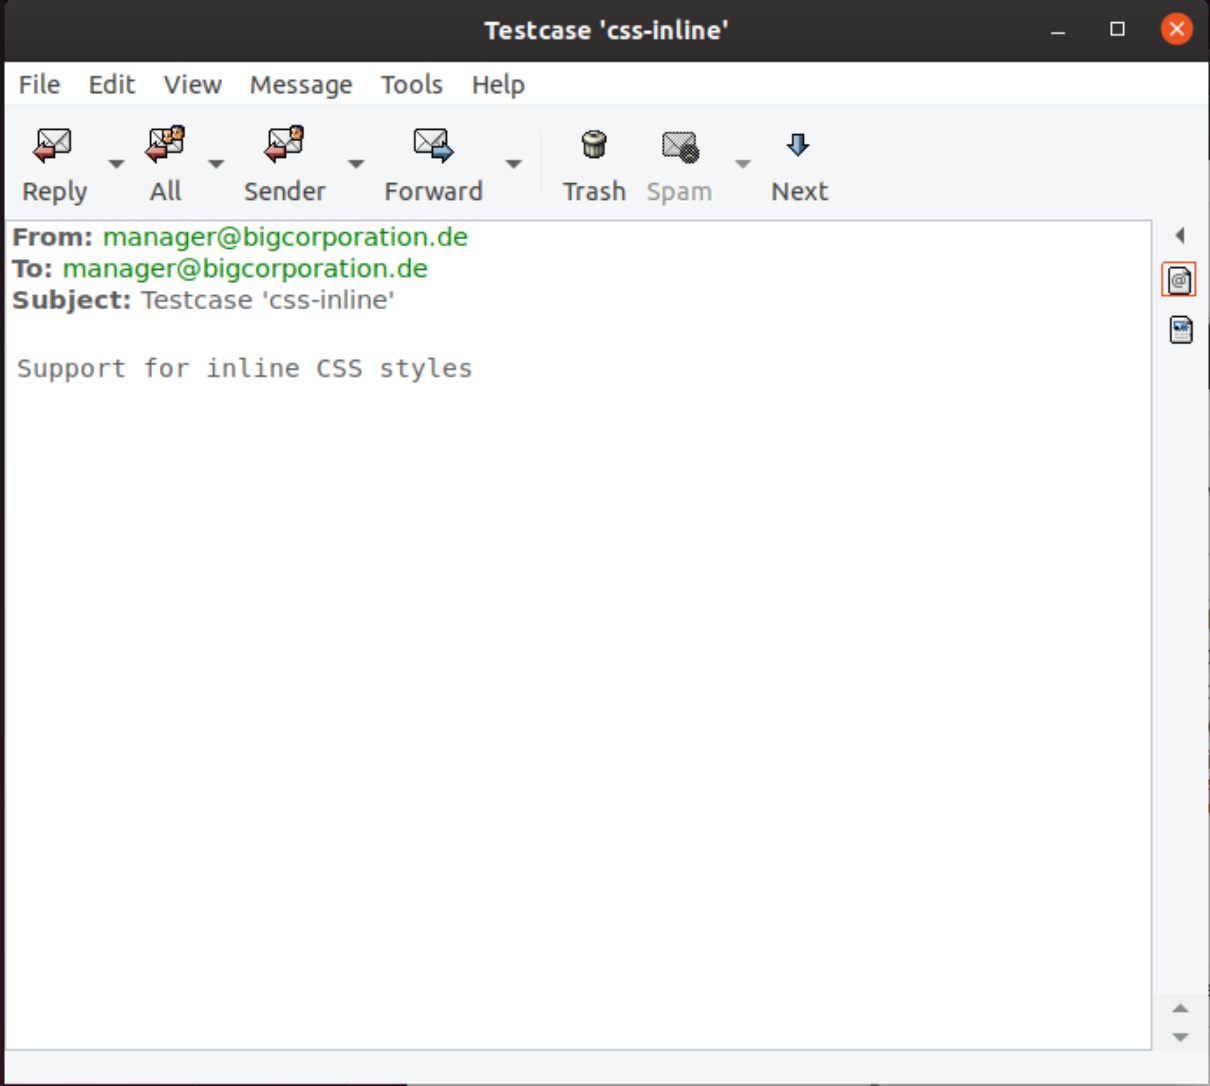 Testcase 'css-inline'
File Edit View Message Tools Help
Reply All Sender Forward Trash Spam Next
From: manager@bigcorporation.de
To: manager@bigcorporation.de
Subject: Testcase 'css-inline'
Support for inline CSS styles